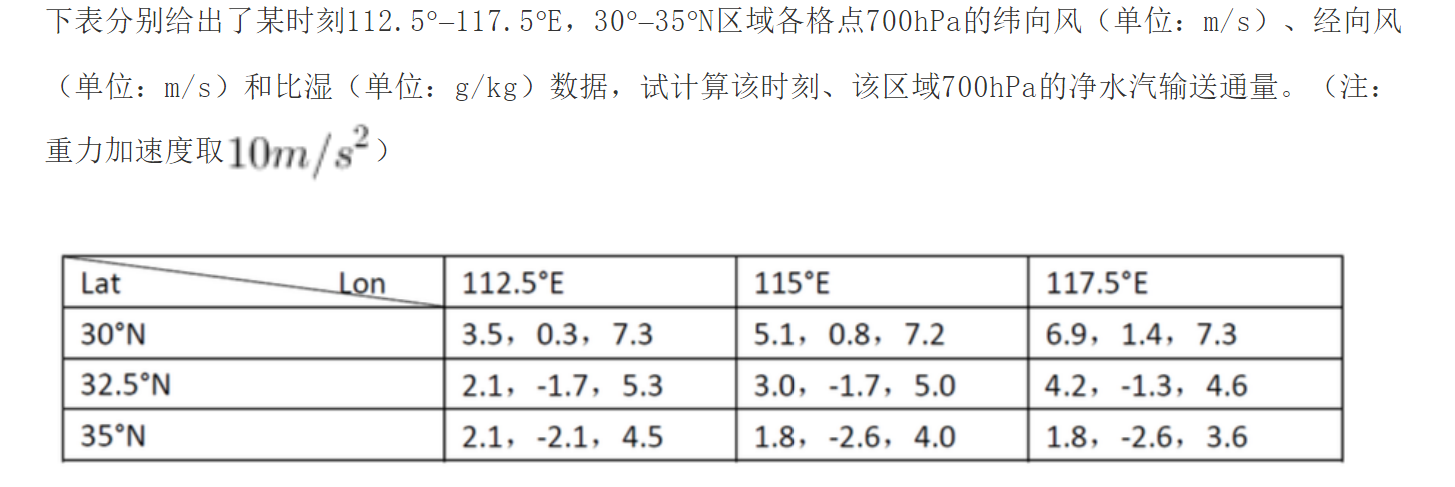 下表分别给出了某时刻112.5°—117.5°E，30°—35°N区域各格点700hPa的纬向风（单位：m/s）、经向风
（单位：m/s）和比湿（单位：g/kg）数据，试计算该时刻、该区域700hPa的净水汽输送通量。（注：
重力加速度取10m/s²）
Lat Lon 112.5°E 115°E 117.5°E
30°N 3.5，0.3，7.3 5.1，0.8，7.2 6.9，1.4，7.3
32.5°N 2.1，-1.7，5.3 3.0，-1.7，5.0 4.2，-1.3，4.6
35°N 2.1，-2.1，4.5 1.8，-2.6，4.0 1.8，-2.6，3.6